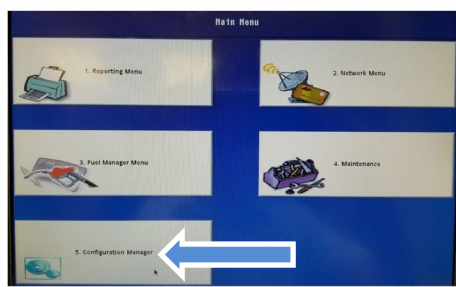 Main Menu
1. Reporting Menu
2. Network Menu
3. Fuel Manager Menu
4. Maintenance
5. Configuration Manager